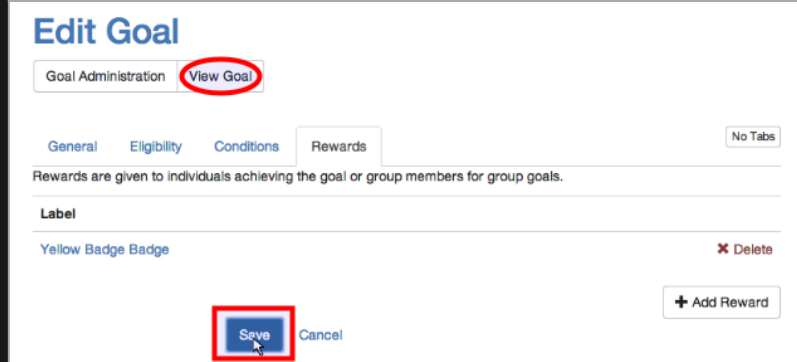 Edit Goal
Goal Administration View Goal
General Eligibility Conditions Rewards No Tabs
Rewards are given to individuals achieving the goal or group members for group goals.
Label
Yellow Badge Badge ✖ Delete
+ Add Reward
Save Cancel